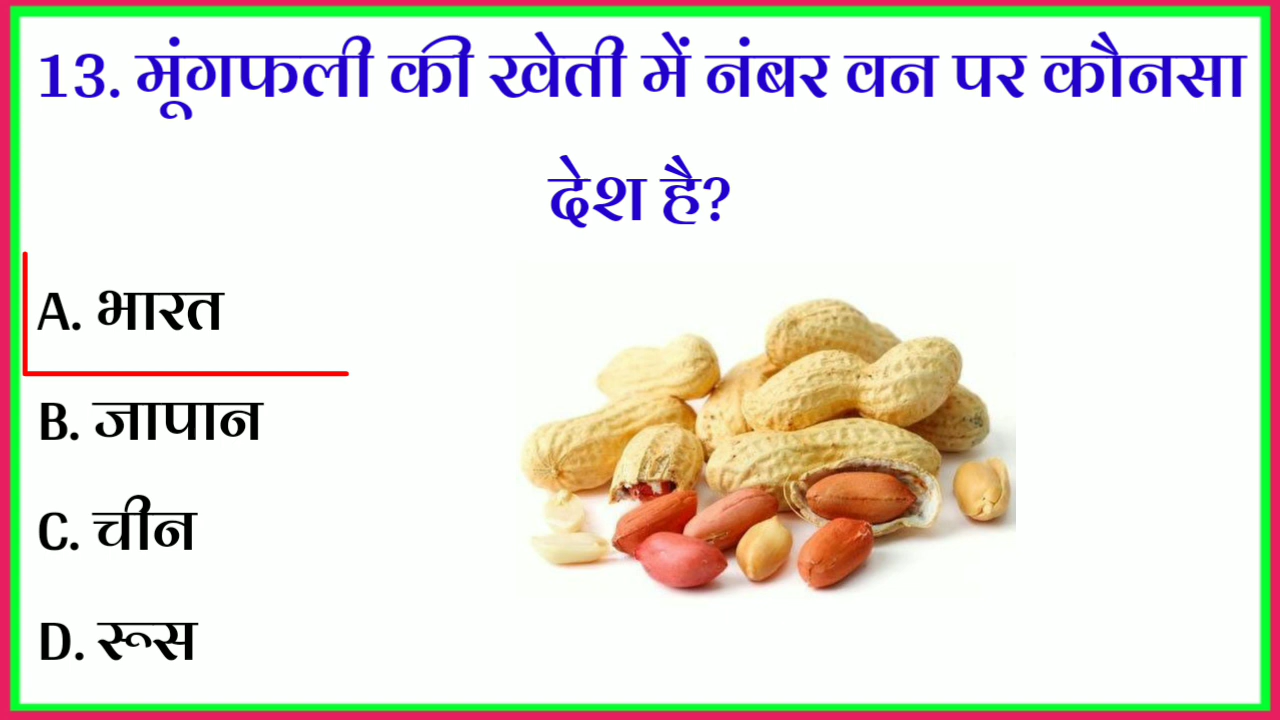 13. मूंगफली की खेती में नंबर वन पर कौनसा
देश है?
A. भारत
B. जापान
C. चीन
D. रूस